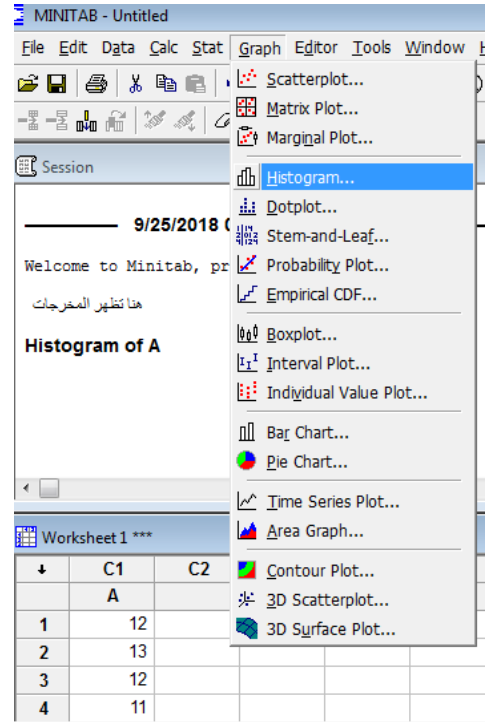 MINITAB - Untitled
File Edit Data Calc Stat Graph Editor Tools Window
Scatterplot...
Matrix Plot...
Marginal Plot...
Histogram...
Dotplot...
Stem-and-Leaf...
Probability Plot...
Empirical CDF...
Boxplot...
Interval Plot...
Individual Value Plot...
Bar Chart...
Pie Chart...
Time Series Plot...
Area Graph...
Contour Plot...
3D Scatterplot...
3D Surface Plot...
Session
9/25/2018
Welcome to Minitab, pr
هنا تظهر المخرجات
Histogram of A
Worksheet 1 ***
C1 C2
A
1 12
2 13
3 12
4 11